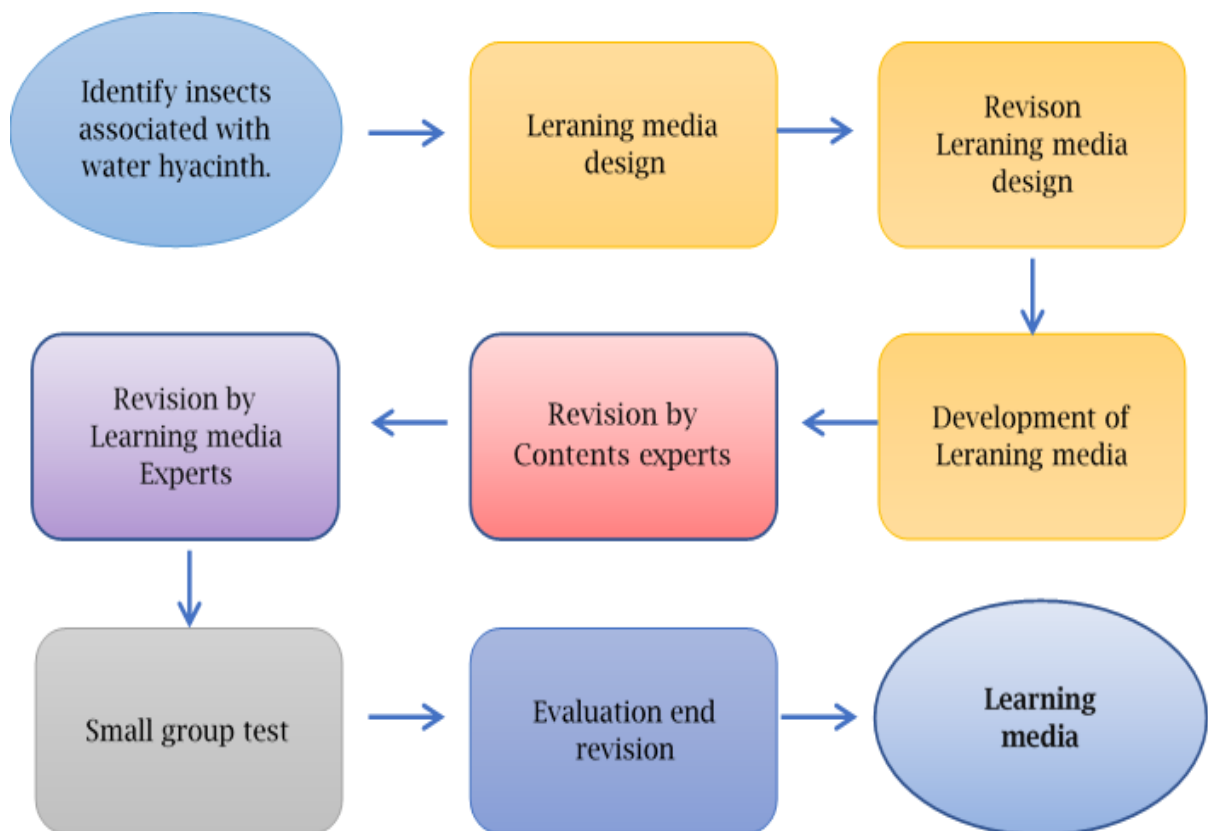 Identify insects
associated with
water hyacinth.
Leraning media
design
Revison
Leraning media
design
Development of
Leraning media
Revision by
Contents experts
Revision by
Learning media
Experts
Small group test
Evaluation end
revision
Learning
media